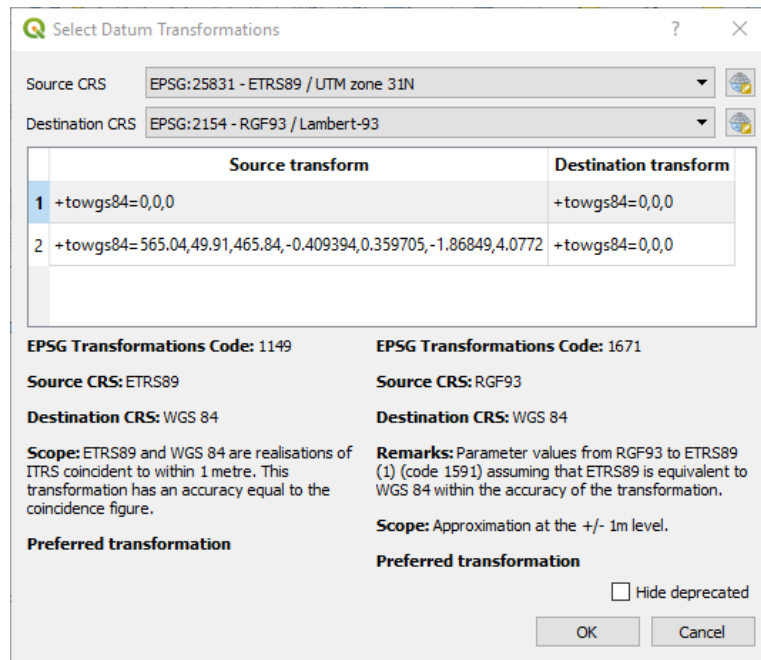 Select Datum Transformations
?
Source CRS EPSG:25831 - ETRS89 / UTM zone 31N
Destination CRS EPSG:2154 - RGF93 / Lambert-93
Source transform Destination transform
1 +towgs84=0,0,0 +towgs84=0,0,0
2 +towgs84=565.04,49.91,465.84,-0.409394,0.359705,-1.86849,4.0772 +towgs84=0,0,0
EPSG Transformations Code: 1149
Source CRS: ETRS89
Destination CRS: WGS 84
Scope: ETRS89 and WGS 84 are realisations of
ITRS coincident to within 1 metre. This
transformation has an accuracy equal to the
coincidence figure.
Preferred transformation
EPSG Transformations Code: 1671
Source CRS: RGF93
Destination CRS: WGS 84
Remarks: Parameter values from RGF93 to ETRS89
(1) (code 1591) assuming that ETRS89 is equivalent to
WGS 84 within the accuracy of the transformation.
Scope: Approximation at the +/- 1m level.
Preferred transformation
Hide deprecated
OK Cancel